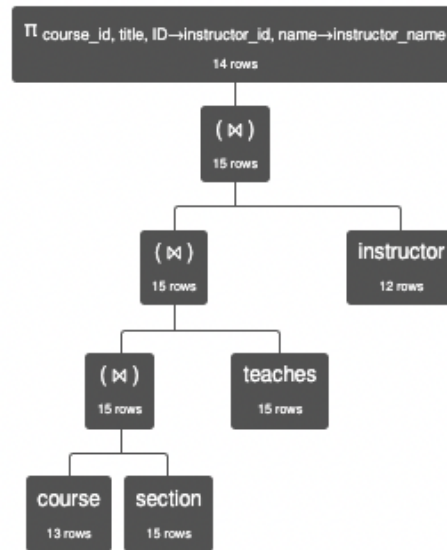 π course_id, title, ID→instructor_id, name→instructor_name
14 rows
( ⋈ )
15 rows
( ⋈ )
15 rows
instructor
12 rows
( ⋈ )
15 rows
teaches
15 rows
course
13 rows
section
15 rows